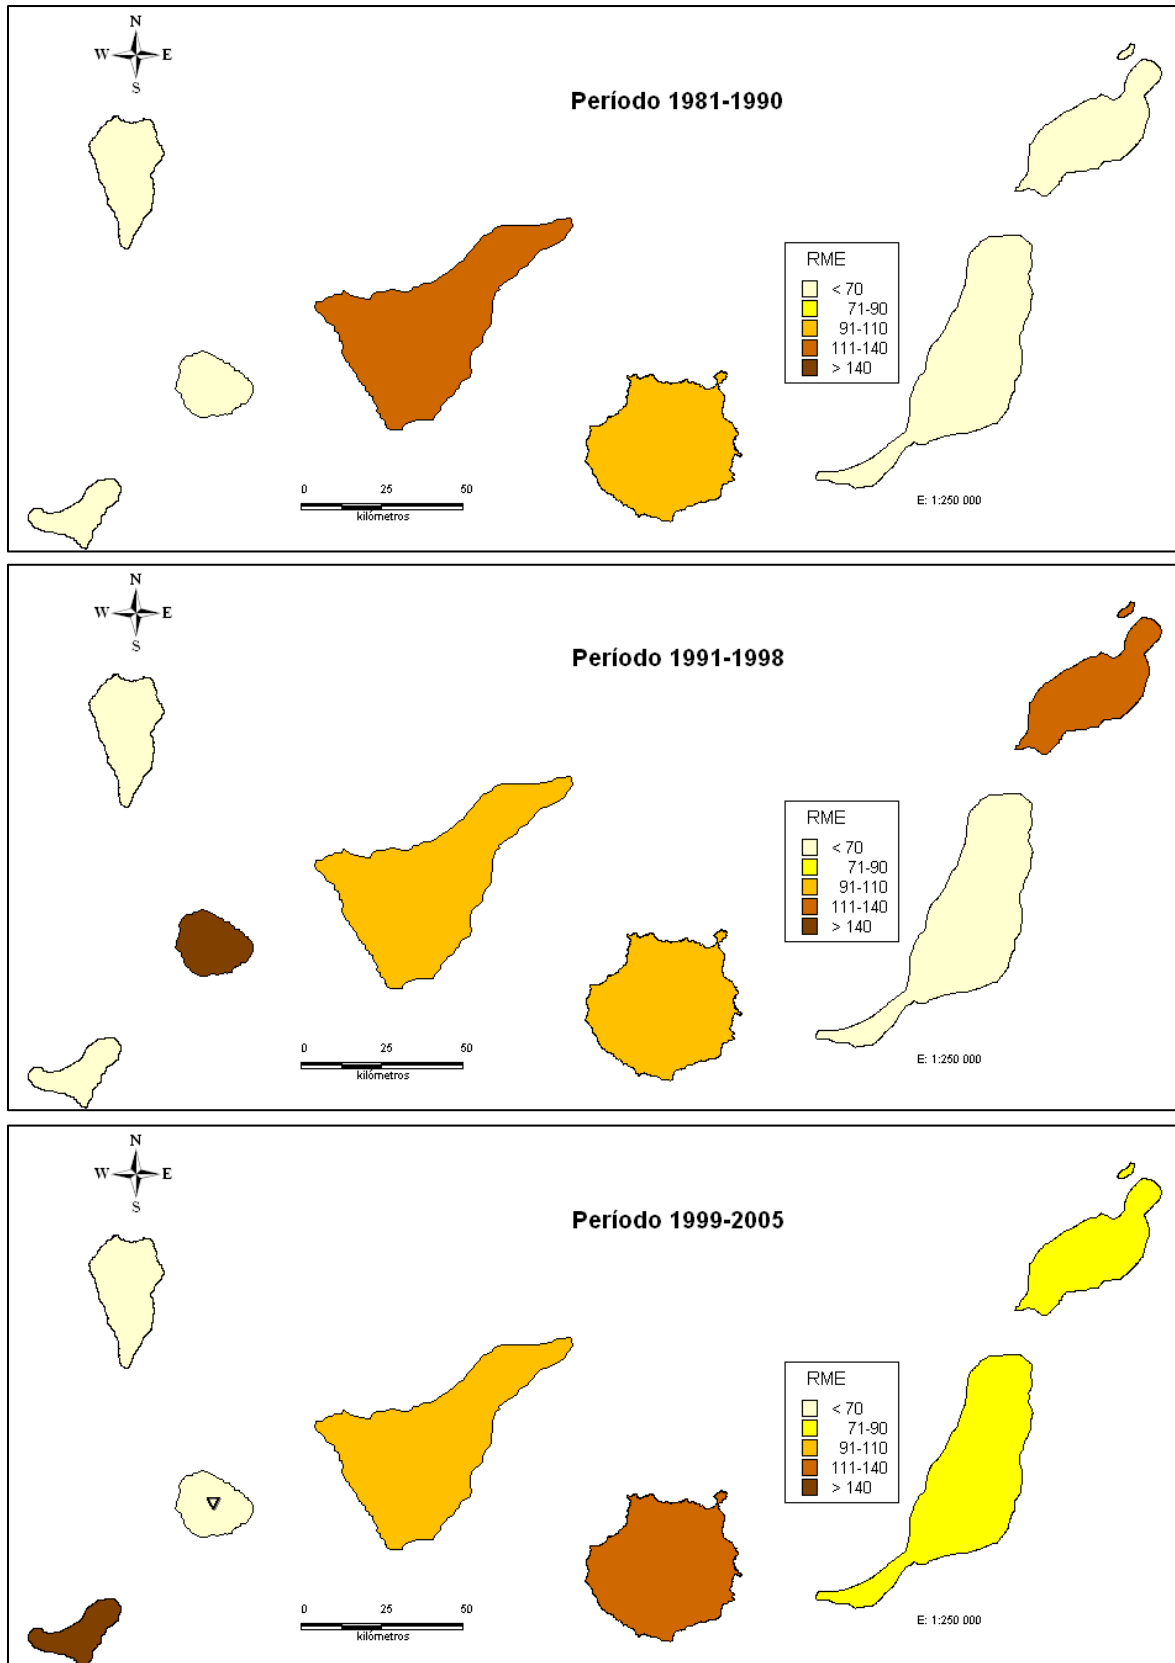 N
W E
S
Período 1981-1990
RME
< 70
71-90
91-110
111-140
> 140
0 25 50
kilómetros
E: 1:250 000
N
W E
S
Período 1991-1998
RME
< 70
71-90
91-110
111-140
> 140
0 25 50
kilómetros
E: 1:250 000
N
W E
S
Período 1999-2005
RME
< 70
71-90
91-110
111-140
> 140
0 25 50
kilómetros
E: 1:250 000